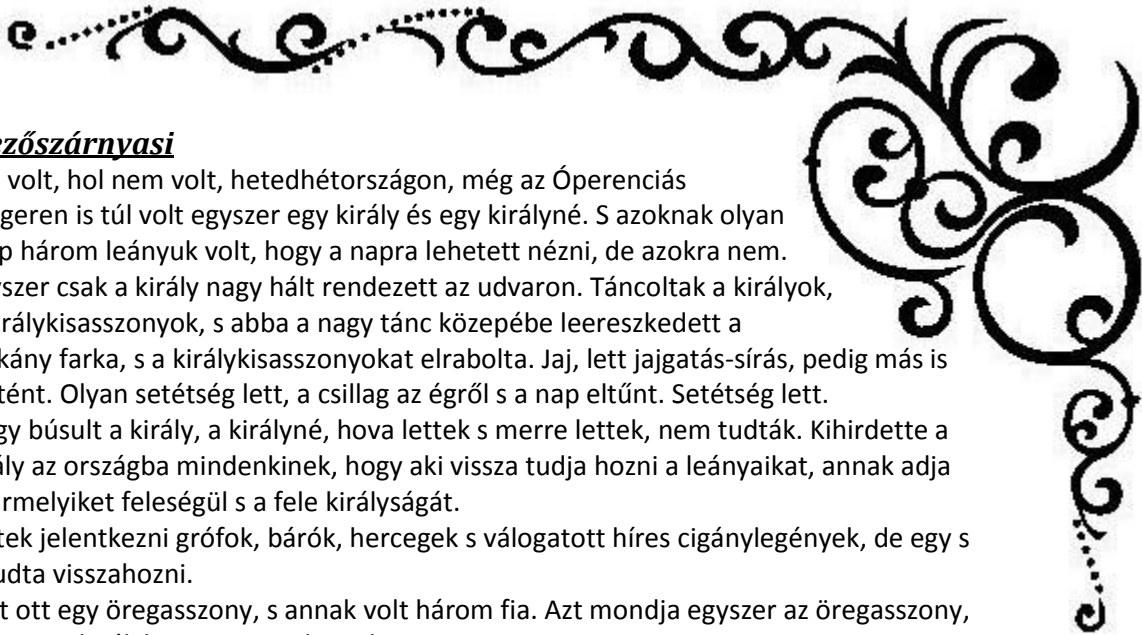 ezőszárnyasi
volt, hol nem volt, hetedhétországon, még az Óperenciás
geren is túl volt egyszer egy király és egy királyné. S azoknak olyan
p három leányuk volt, hogy a napra lehetett nézni, de azokra nem.
yszer csak a király nagy hált rendezett az udvaron. Táncoltak a királyok,
irálykisasszonyok, s abba a nagy tánc közepébe leereszkedett a
kány farka, s a királykisasszonyokat elrabolta. Jaj, lett jajgatás-sírás, pedig más is
tént. Olyan setétség lett, a csillag az égről s a nap eltűnt. Setétség lett.
gy búsult a király, a királyné, hova lettek s merre lettek, nem tudták. Kihirdette a
ály az országba mindenkinek, hogy aki vissza tudja hozni a leányaikat, annak adja
rmelyiket feleségül s a fele királyságát.
tek jelentkezni grófok, bárók, hercegek s válogatott híres cigánylegények, de egy s
udta visszahozni.
t ott egy öregasszony, s annak volt három fia. Azt mondja egyszer az öregasszony,